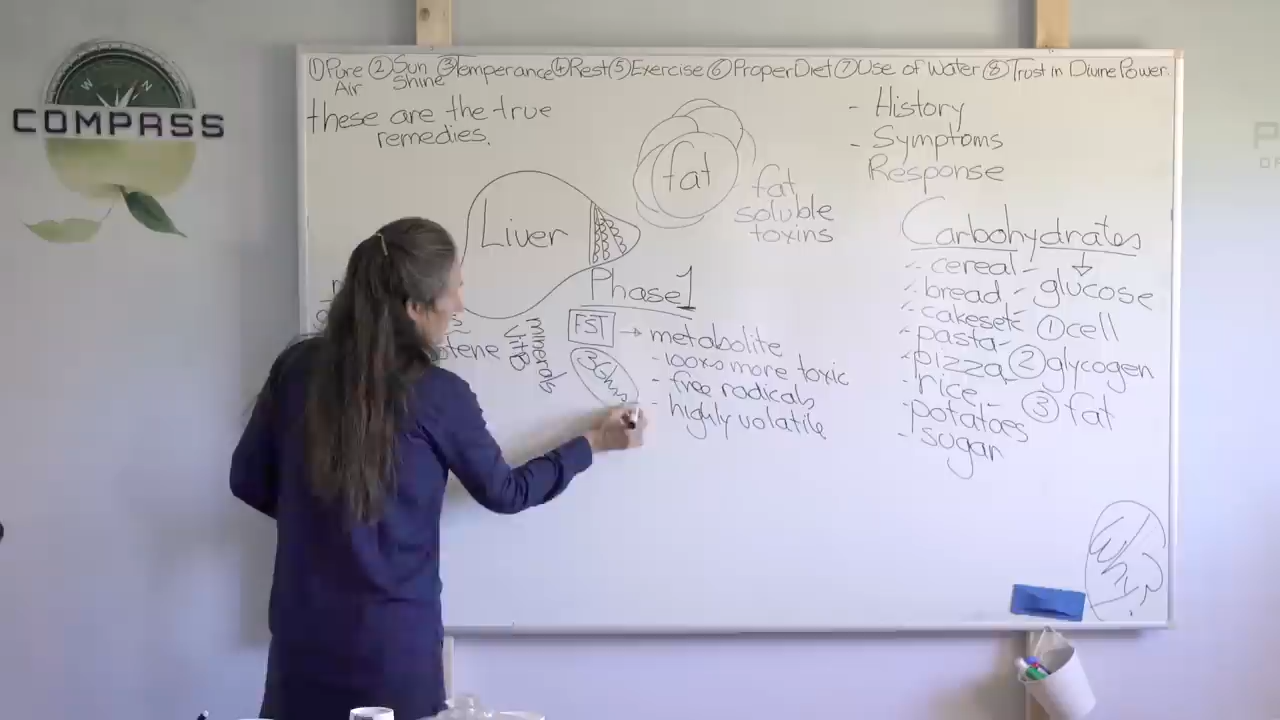 W N
COMPASS
①Pure ②Sun ③Temperance ④Rest ⑤Exercise ⑥Proper Diet ⑦Use of Water ⑧Trust in Divine Power.
Air Shine
these are the true
remedies.
Liver
fat
fat
soluble
toxins
Phase 1
minerals
Vit B
FST → metabolite
- 100xs more toxic
- free radicals
- highly volatile
- History
- Symptoms
Response
Carbohydrates
- cereal -
- bread -
- cakes etc
- pasta -
- pizza
- rice -
- potatoes
- sugar
glucose
① cell
② glycogen
③ fat
Why?